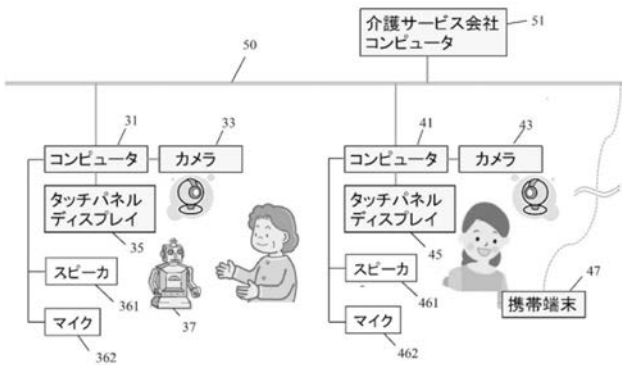 介護サービス会社
コンピュータ
51
50
31
33
コンピュータ
カメラ
タッチパネル
ディスプレイ
35
スピーカ
361
37
マイク
362
41
43
コンピュータ
カメラ
タッチパネル
ディスプレイ
45
スピーカ
461
47
携帯端末
マイク
462